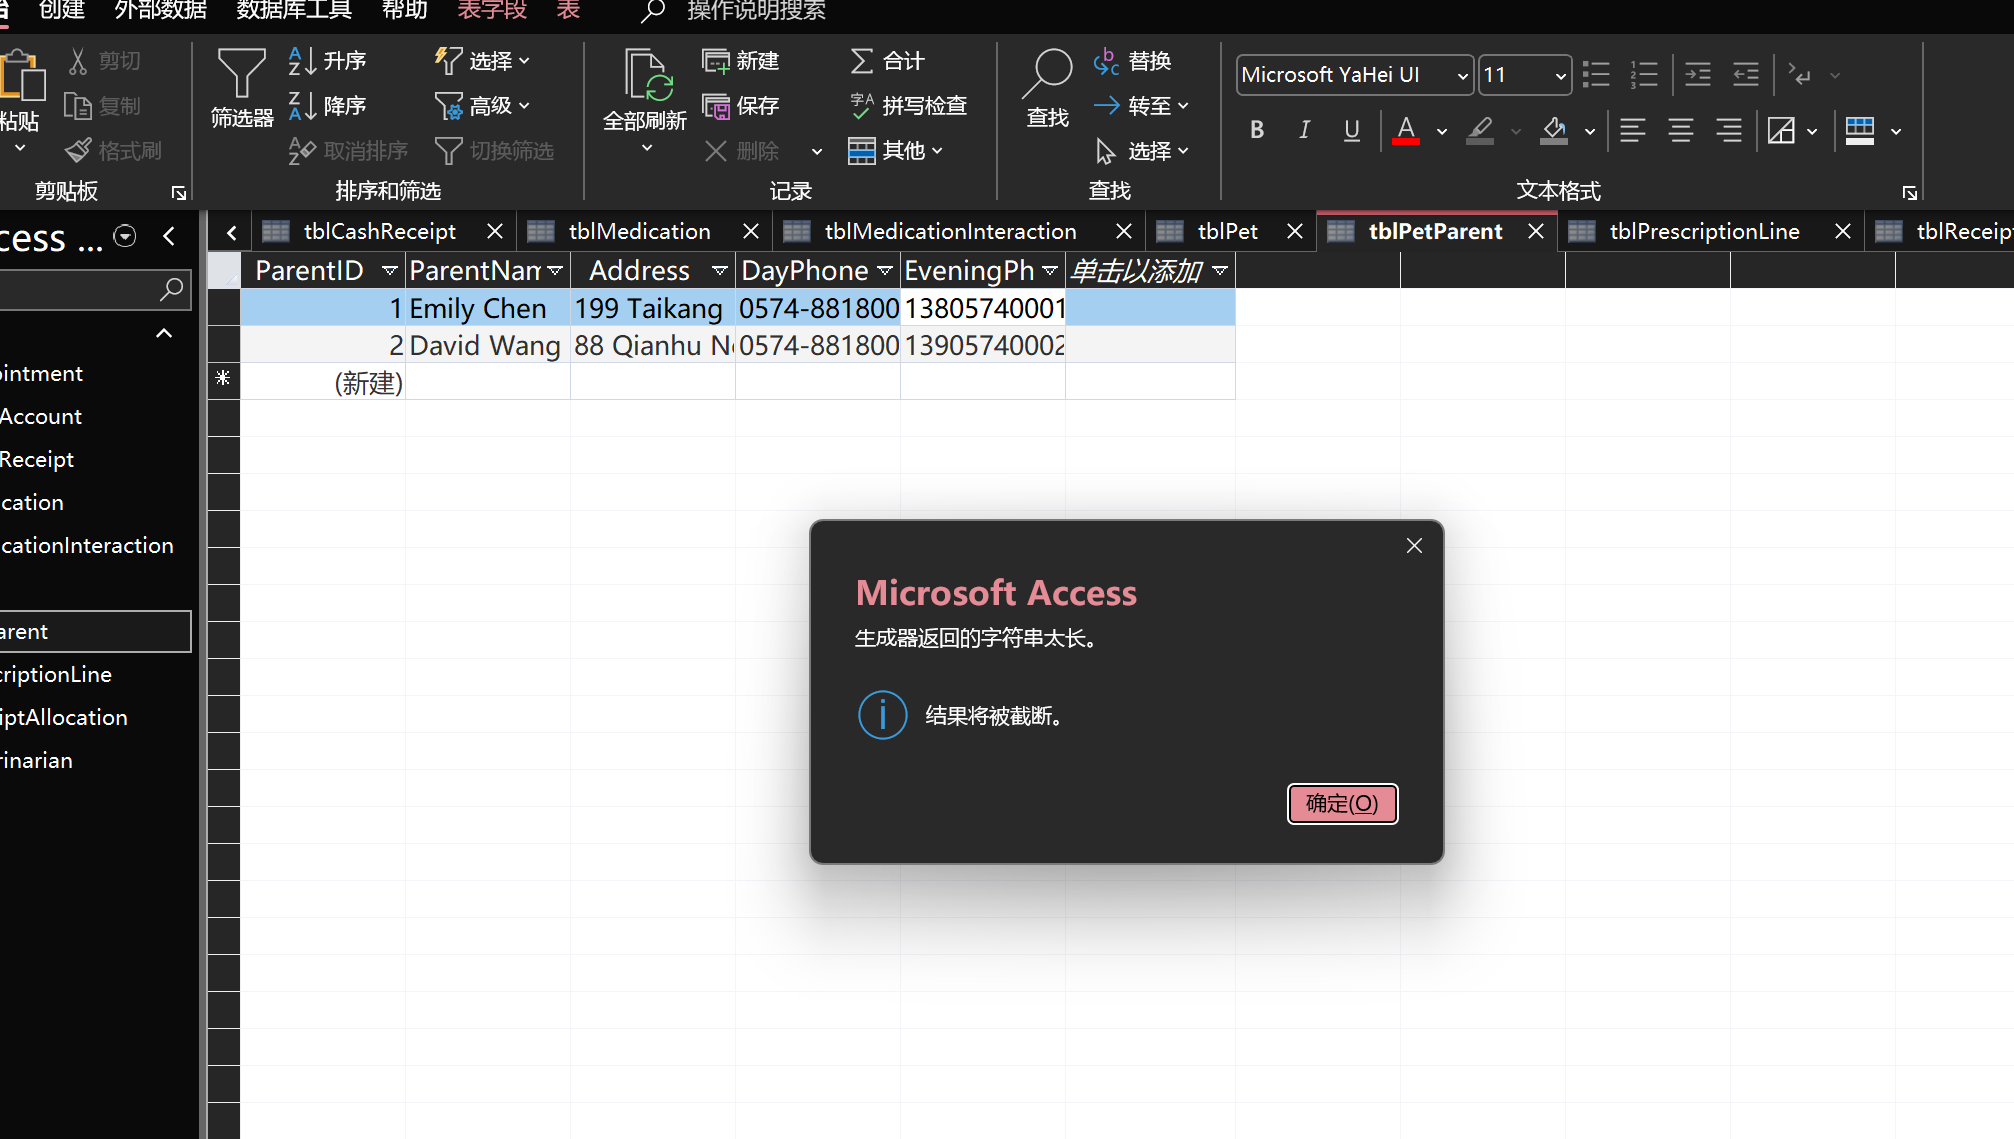 创建 外部数据 数据库工具 帮助 表字段 表 操作说明搜索
剪切 升序 选择 新建 合计 替换 Microsoft YaHei UI 11
复制 降序 高级 保存 拼写检查 转至
粘贴 筛选器 全部刷新 查找 B I U A
格式刷 取消排序 切换筛选 删除 其他 选择
剪贴板 排序和筛选 记录 查找 文本格式
cess ... tblCashReceipt tblMedication tblMedicationInteraction tblPet tblPetParent tblPrescriptionLine tblReceip
ParentID ParentNam Address DayPhone EveningPh 单击以添加
1 Emily Chen 199 Taikang 0574-881800 13805740001
2 David Wang 88 Qianhu No 0574-881800 13905740002
(新建)
ointment
Account
Receipt
cation
cationInteraction
arent
criptionLine
iptAllocation
rinarian
Microsoft Access
生成器返回的字符串太长。
结果将被截断。
确定(O)